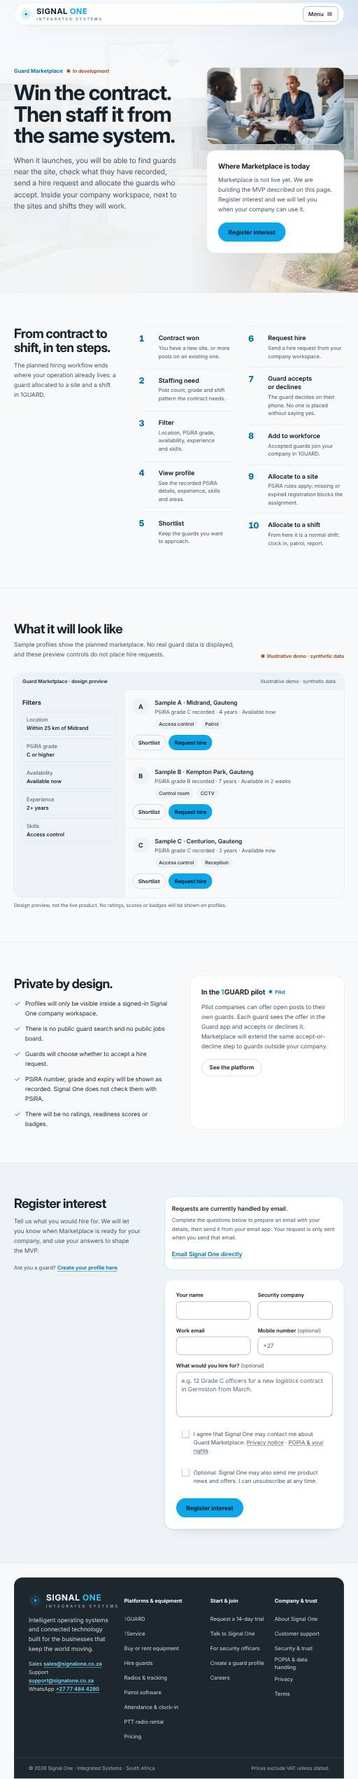 SIGNAL ONE
INTEGRATED SYSTEMS
Menu
Guard Marketplace
In development
Win the contract.
Then staff it from
the same system.
When it launches, you will be able to find guards
near the site, check what they have recorded,
send a hire request and allocate the guards who
accept. Inside your company workspace, next to
the sites and shifts they will work.
Where Marketplace is today
Marketplace is not live yet. We are
building the MVP described on this page.
Register interest and we will tell you
when your company can use it.
Register interest
From contract to
shift, in ten steps.
The planned hiring workflow ends
where your operation already lives: a
guard allocated to a site and a shift
in 1GUARD.
1 Contract won
You have a new site, or more
posts on an existing one.
2 Staffing need
Post count, grade and shift
pattern the contract needs.
3 Filter
Location, PSiRA grade,
availability, experience
and skills.
4 View profile
See the recorded PSiRA
details, experience, skills
and areas.
5 Shortlist
Keep the guards you want
to approach.
6 Request hire
Send a hire request from your
company workspace.
7 Guard accepts
or declines
The guard decides on their
phone. No one is placed
without saying yes.
8 Add to workforce
Accepted guards join your
company in 1GUARD.
9 Allocate to a site
PSiRA rules apply; missing or
expired registration blocks the
assignment.
10 Allocate to a shift
From here it is a normal shift:
clock in, patrol, report.
What it will look like
Sample profiles show the planned marketplace. No real guard data is displayed,
and these preview controls do not place hire requests.
Illustrative demo · synthetic data
Guard Marketplace · design preview
Illustrative demo · synthetic data
Filters
Location
Within 25 km of Midrand
PSiRA grade
C or higher
Availability
Available now
Experience
2+ years
Skills
Access control
A
Sample A · Midrand, Gauteng
PSiRA grade C recorded · 4 years · Available now
Access control
Patrol
Shortlist
Request hire
B
Sample B · Kempton Park, Gauteng
PSiRA grade B recorded · 7 years · Available in 2 weeks
Control room
CCTV
Shortlist
Request hire
C
Sample C · Centurion, Gauteng
PSiRA grade C recorded · 3 years · Available now
Access control
Reception
Shortlist
Request hire
Design preview, not the live product. No ratings, scores or badges will be shown on profiles.
Private by design.
Profiles will only be visible inside a signed-in Signal
One company workspace.
There is no public guard search and no public jobs
board.
Guards will choose whether to accept a hire
request.
PSiRA number, grade and expiry will be shown as
recorded. Signal One does not check them with
PSiRA.
There will be no ratings, readiness scores or
badges.
In the 1GUARD pilot
Pilot
Pilot companies can offer open posts to their
own guards. Each guard sees the offer in the
Guard app and accepts or declines it.
Marketplace will extend the same accept-or-
decline step to guards outside your company.
See the platform
Register interest
Tell us what you would hire for. We will let
you know when Marketplace is ready for your
company, and use your answers to shape
the MVP.
Are you a guard? Create your profile here
Requests are currently handled by email.
Complete the questions below to prepare an email with your
details, then send it from your email app. Your request is only sent
when you send that email.
Email Signal One directly
Your name
Security company
Work email
Mobile number (optional)
+27
What would you hire for? (optional)
e.g. 12 Grade C officers for a new logistics contract
in Germiston from March.
I agree that Signal One may contact me about
Guard Marketplace. Privacy notice · POPIA & your
rights.
Optional: Signal One may also send me product
news and offers. I can unsubscribe at any time.
Register interest
SIGNAL ONE
INTEGRATED SYSTEMS
Intelligent operating systems
and connected technology
built for the businesses that
keep the world moving.
Sales sales@signalone.co.za
Support
support@signalone.co.za
WhatsApp +27 77 484 4280
Platforms & equipment
1GUARD
1Service
Buy or rent equipment
Hire guards
Radios & tracking
Patrol software
Attendance & clock-in
PTT radio rental
Pricing
Start & join
Request a 14-day trial
Talk to Signal One
For security officers
Create a guard profile
Careers
Company & trust
About Signal One
Customer support
Security & trust
POPIA & data
handling
Privacy
Terms
© 2026 Signal One · Integrated Systems · South Africa
Prices exclude VAT unless stated.